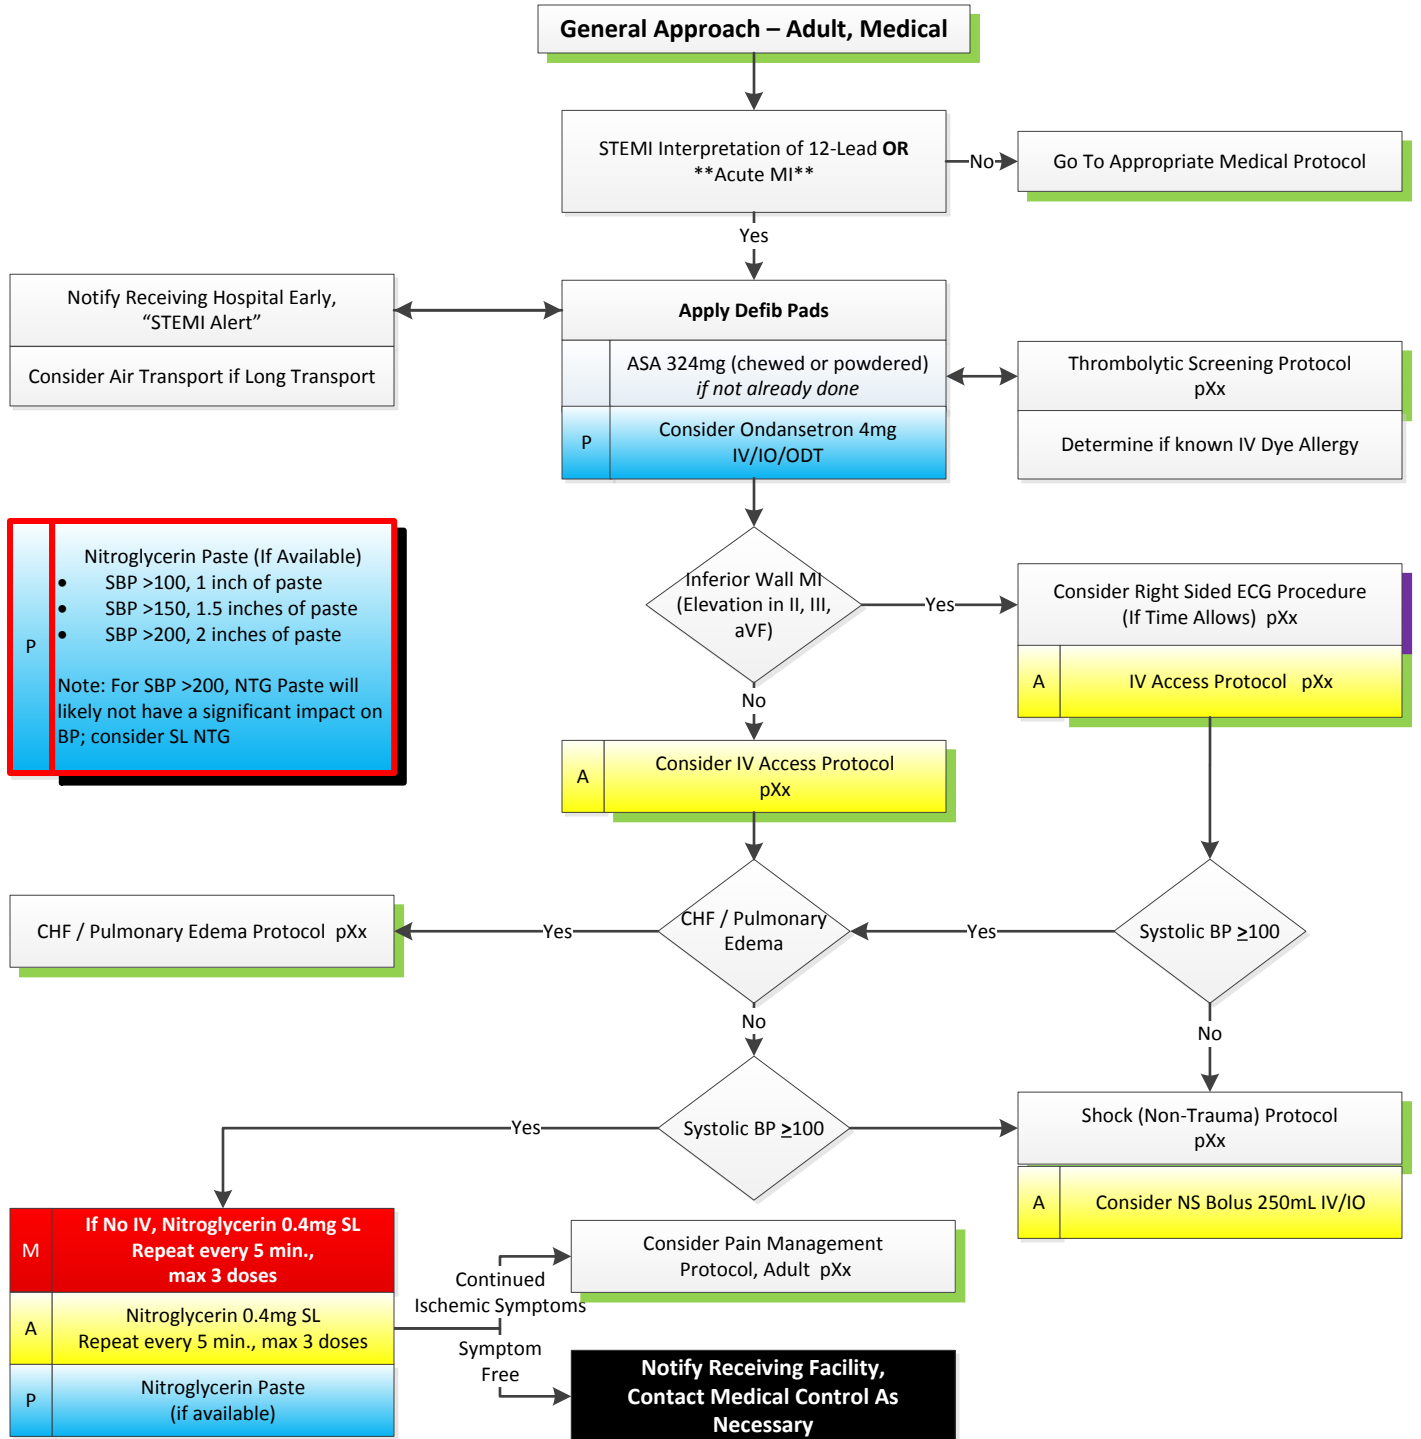 General Approach – Adult, Medical
STEMI Interpretation of 12-Lead OR
**Acute MI**
No
Go To Appropriate Medical Protocol
Yes
Notify Receiving Hospital Early,
“STEMI Alert”
Consider Air Transport if Long Transport
Apply Defib Pads
ASA 324mg (chewed or powdered)
if not already done
P
Consider Ondansetron 4mg
IV/IO/ODT
Thrombolytic Screening Protocol
pXx
Determine if known IV Dye Allergy
P
Nitroglycerin Paste (If Available)
• SBP >100, 1 inch of paste
• SBP >150, 1.5 inches of paste
• SBP >200, 2 inches of paste
Note: For SBP >200, NTG Paste will
likely not have a significant impact on
BP; consider SL NTG
Inferior Wall MI
(Elevation in II, III,
aVF)
Yes
Consider Right Sided ECG Procedure
(If Time Allows) pXx
A
IV Access Protocol pXx
No
A
Consider IV Access Protocol
pXx
CHF / Pulmonary Edema Protocol pXx
Yes
CHF / Pulmonary
Edema
Yes
Systolic BP ≥100
No
No
Yes
Systolic BP ≥100
Shock (Non-Trauma) Protocol
pXx
A
Consider NS Bolus 250mL IV/IO
M
If No IV, Nitroglycerin 0.4mg SL
Repeat every 5 min.,
max 3 doses
A
Nitroglycerin 0.4mg SL
Repeat every 5 min., max 3 doses
P
Nitroglycerin Paste
(if available)
Continued
Ischemic Symptoms
Symptom
Free
Consider Pain Management
Protocol, Adult pXx
Notify Receiving Facility,
Contact Medical Control As
Necessary